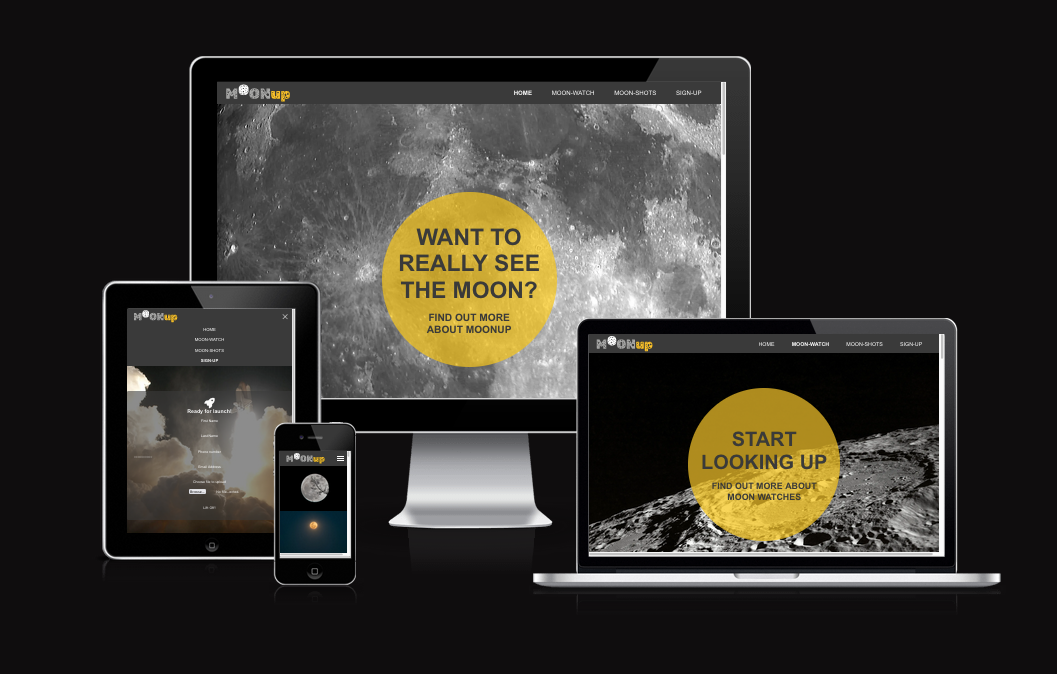 MOONup
HOME MOON-WATCH MOON-SHOTS SIGN-UP
WANT TO
REALLY SEE
THE MOON?
FIND OUT MORE
ABOUT MOONUP
MOONup
HOME
MOON-WATCH
MOON-SHOTS
SIGN-UP
Ready for launch!
First Name
Last Name
Phone number
Email Address
Choose file to upload
Browse...
Lift Off!
MOONup
MOONup
HOME MOON-WATCH MOON-SHOTS SIGN-UP
START
LOOKING UP
FIND OUT MORE ABOUT
MOON WATCHES